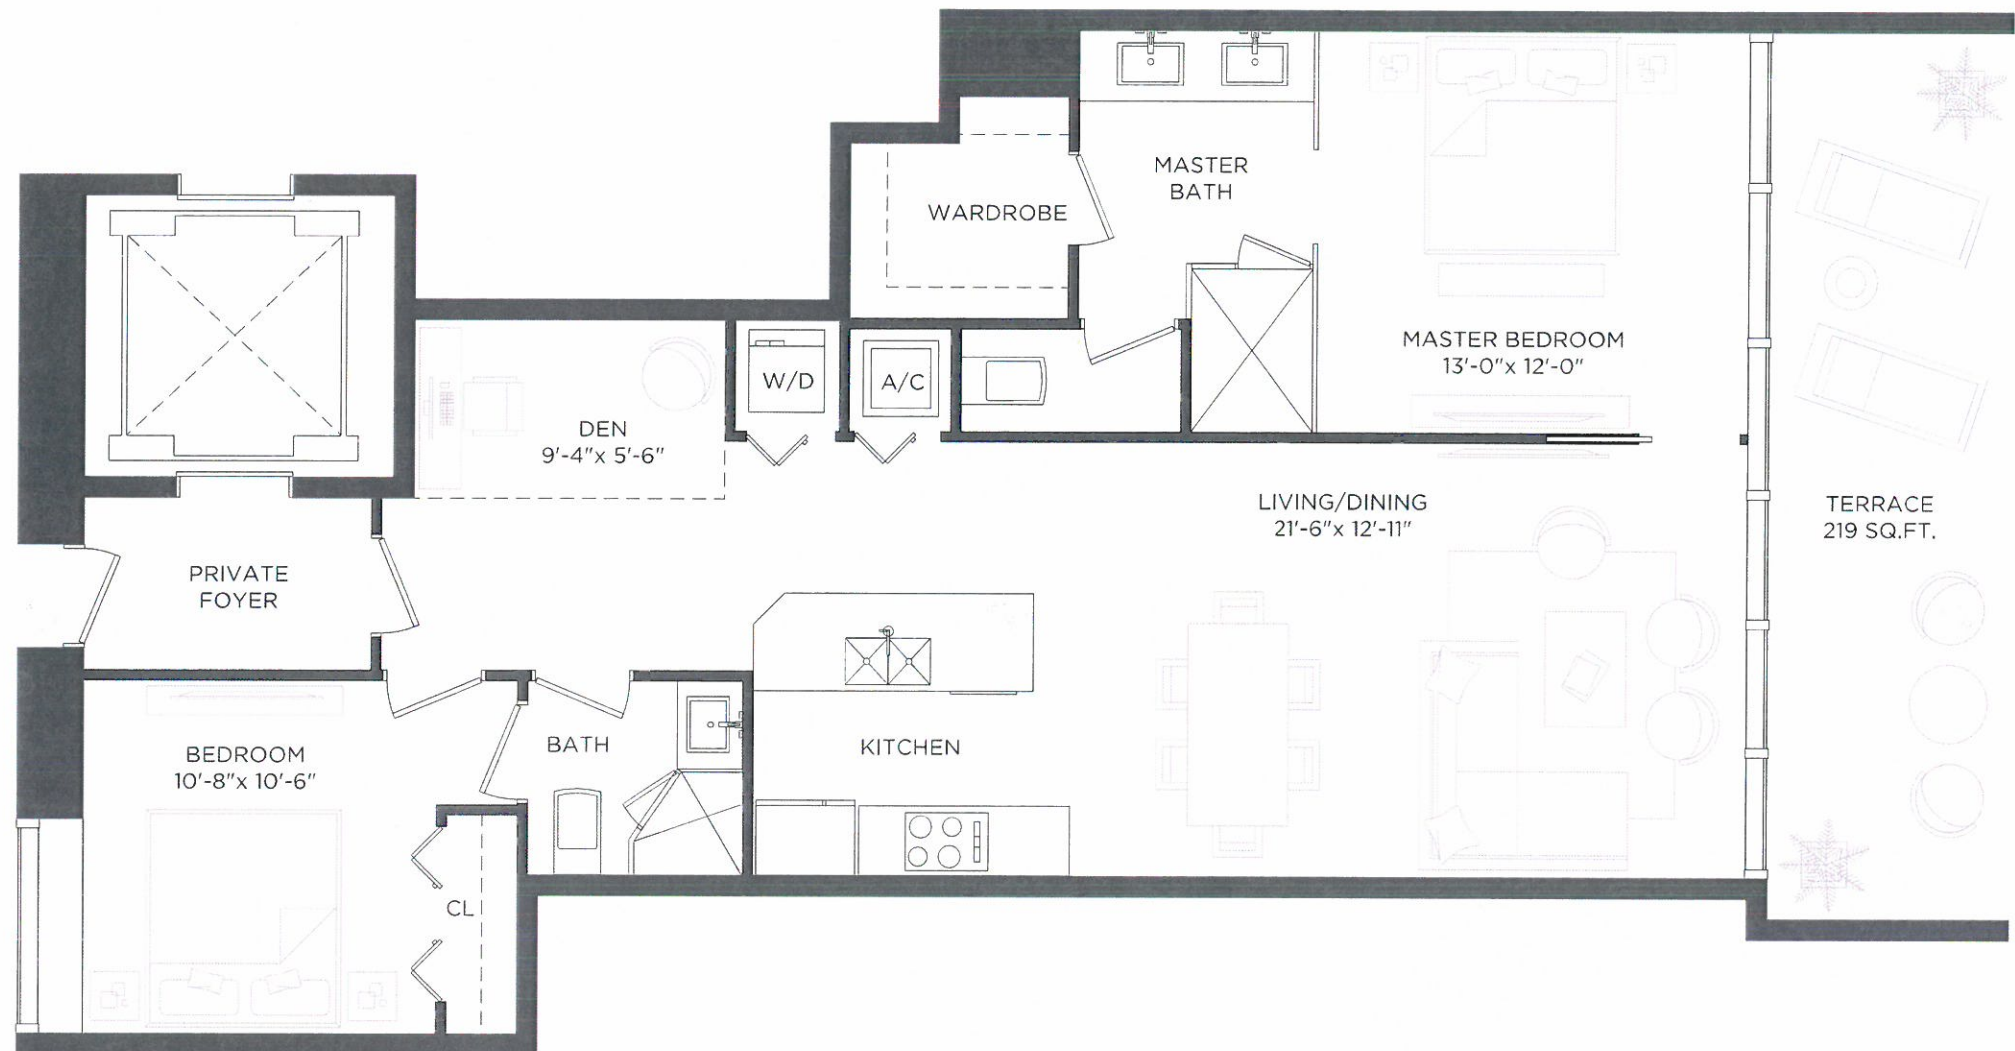 MASTER
BATH
WARDROBE
MASTER BEDROOM
13'-0"x 12'-0"
W/D
A/C
DEN
9'-4"x 5'-6"
LIVING/DINING
21'-6"x 12'-11"
TERRACE
219 SQ.FT.
PRIVATE
FOYER
BEDROOM
10'-8"x 10'-6"
BATH
KITCHEN
CL